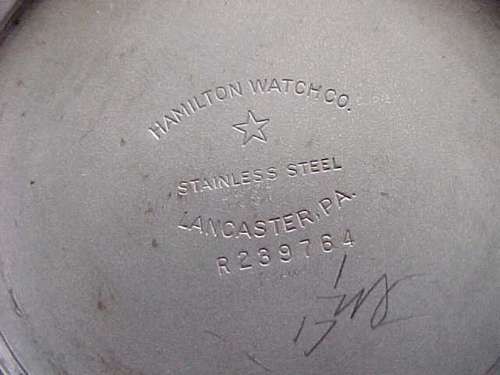 HAMILTON WATCH CO.
STAINLESS STEEL
LANCASTER, PA.
R239764